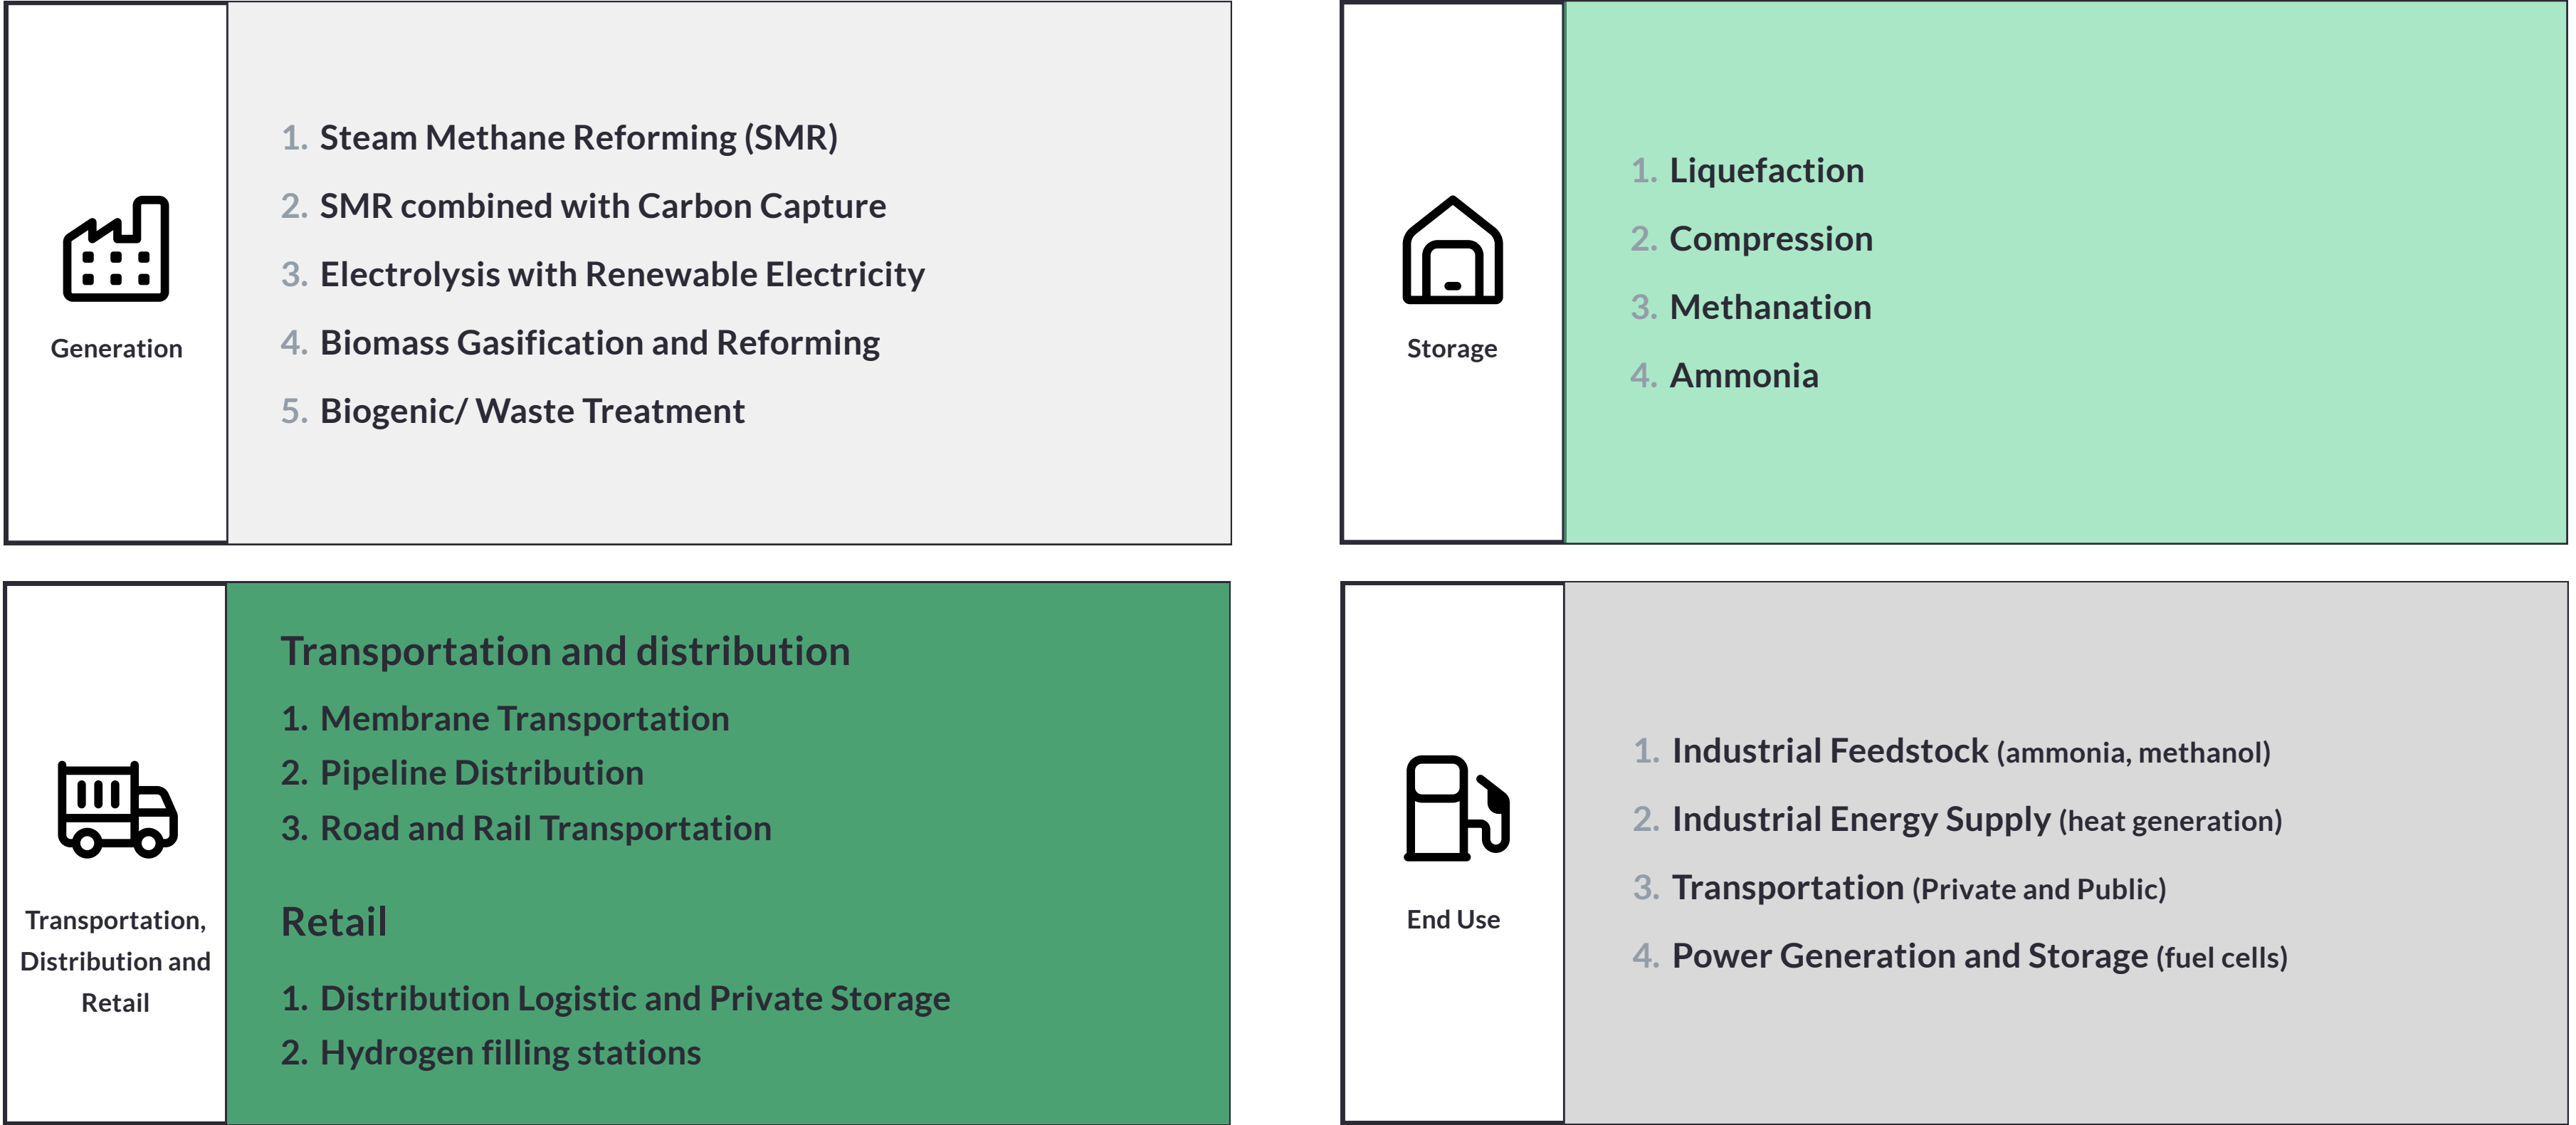 Generation
1. Steam Methane Reforming (SMR)
2. SMR combined with Carbon Capture
3. Electrolysis with Renewable Electricity
4. Biomass Gasification and Reforming
5. Biogenic/ Waste Treatment
Storage
1. Liquefaction
2. Compression
3. Methanation
4. Ammonia
Transportation,
Distribution and
Retail
Transportation and distribution
1. Membrane Transportation
2. Pipeline Distribution
3. Road and Rail Transportation
Retail
1. Distribution Logistic and Private Storage
2. Hydrogen filling stations
End Use
1. Industrial Feedstock (ammonia, methanol)
2. Industrial Energy Supply (heat generation)
3. Transportation (Private and Public)
4. Power Generation and Storage (fuel cells)